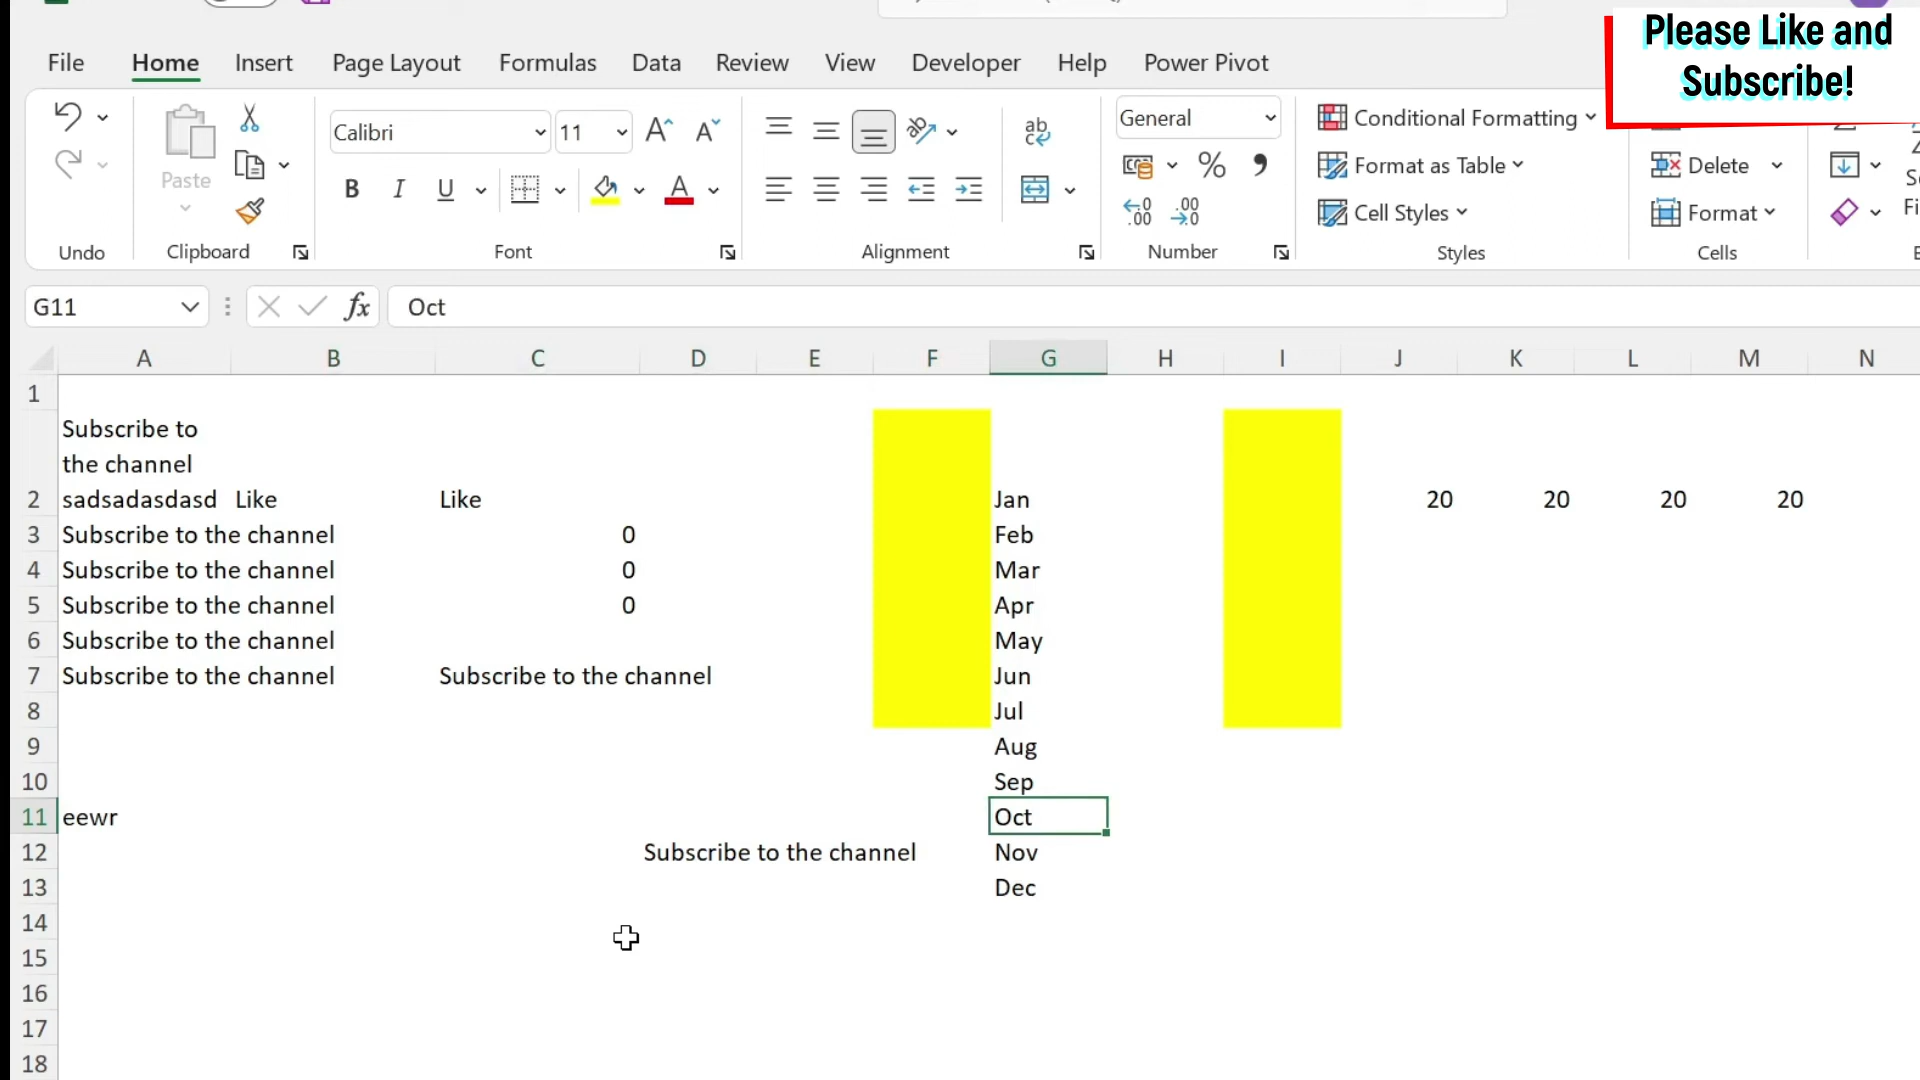 Please Like and
Subscribe!
File Home Insert Page Layout Formulas Data Review View Developer Help Power Pivot
Calibri 11 General Conditional Formatting
Paste Format as Table Delete
B I U Cell Styles Format
Undo Clipboard Font Alignment Number Styles Cells
G11 fx Oct
A B C D E F G H I J K L M N
1
Subscribe to
the channel
2 sadsadasdasd Like Like Jan 20 20 20 20
3 Subscribe to the channel 0 Feb
4 Subscribe to the channel 0 Mar
5 Subscribe to the channel 0 Apr
6 Subscribe to the channel May
7 Subscribe to the channel Subscribe to the channel Jun
8 Jul
9 Aug
10 Sep
11 eewr Oct
12 Subscribe to the channel Nov
13 Dec
14
15
16
17
18